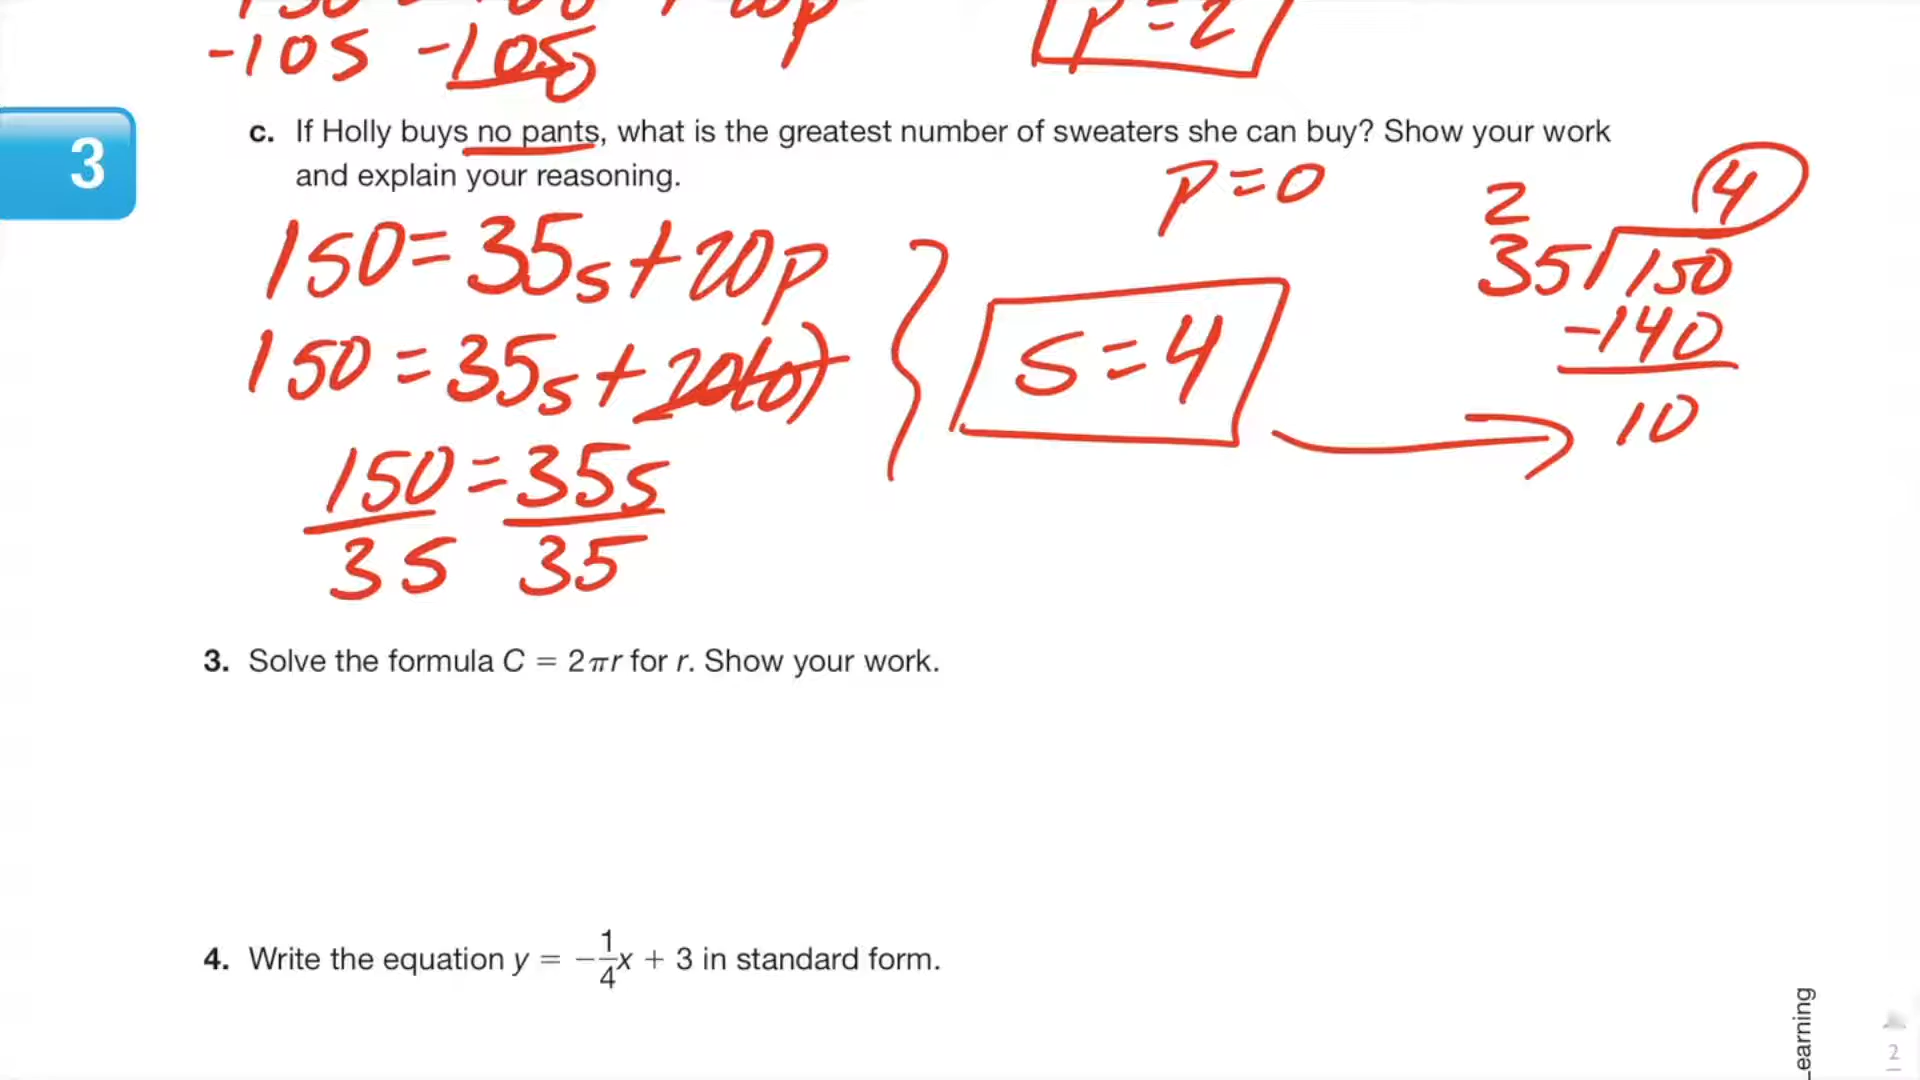 -105 -105
p=2
3
c. If Holly buys no pants, what is the greatest number of sweaters she can buy? Show your work
and explain your reasoning.
p=0
150=35s+20p
150=35s+20(0)
150=35s
35 35
s=4
4
2
35 150
-140
10
3. Solve the formula C = 2πr for r. Show your work.
4. Write the equation y = -1/4x + 3 in standard form.
Learning
2